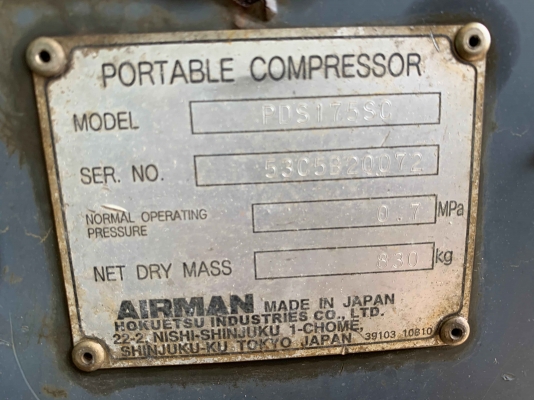 PORTABLE COMPRESSOR
MODEL PDS175SC
SER. NO. 53C5B20072
NORMAL OPERATING PRESSURE 0.7 MPa
NET DRY MASS 630 kg
AIRMAN MADE IN JAPAN
HOKUETSU INDUSTRIES CO., LTD.
22-2, NISHI-SHINJUKU 1-CHOME,
SHINJUKU-KU TOKYO JAPAN 39103 10810